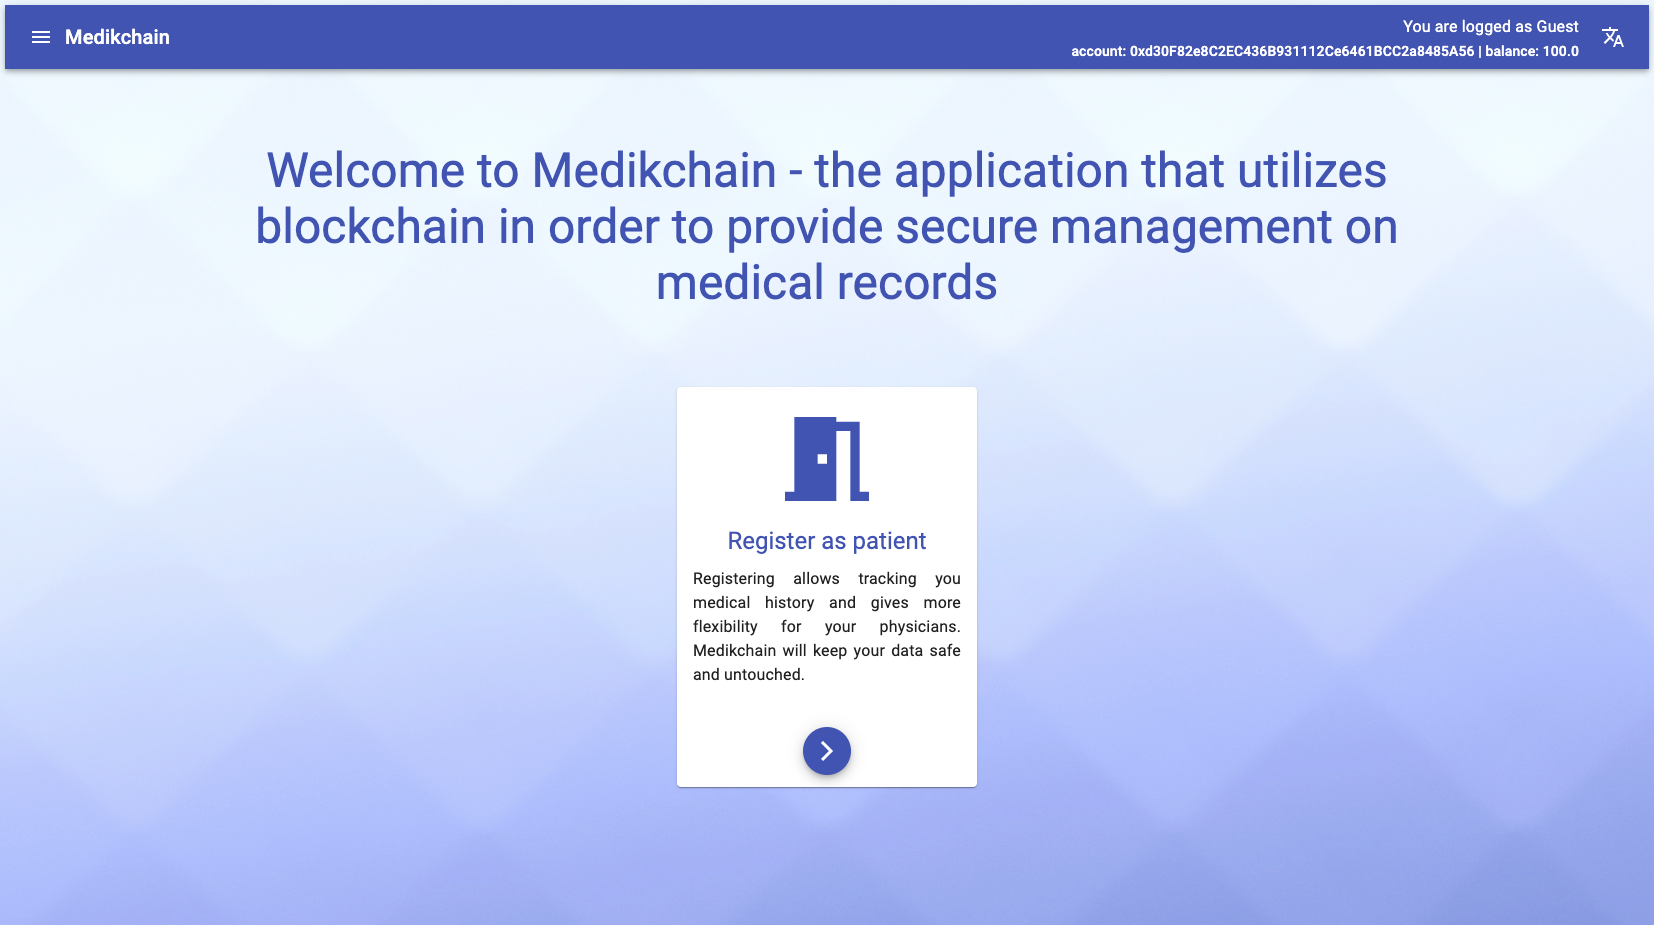 Medikchain
You are logged as Guest
account: 0xd30F82e8C2EC436B931112Ce6461BCC2a8485A56 | balance: 100.0
Welcome to Medikchain - the application that utilizes
blockchain in order to provide secure management on
medical records
Register as patient
Registering allows tracking you
medical history and gives more
flexibility for your physicians.
Medikchain will keep your data safe
and untouched.